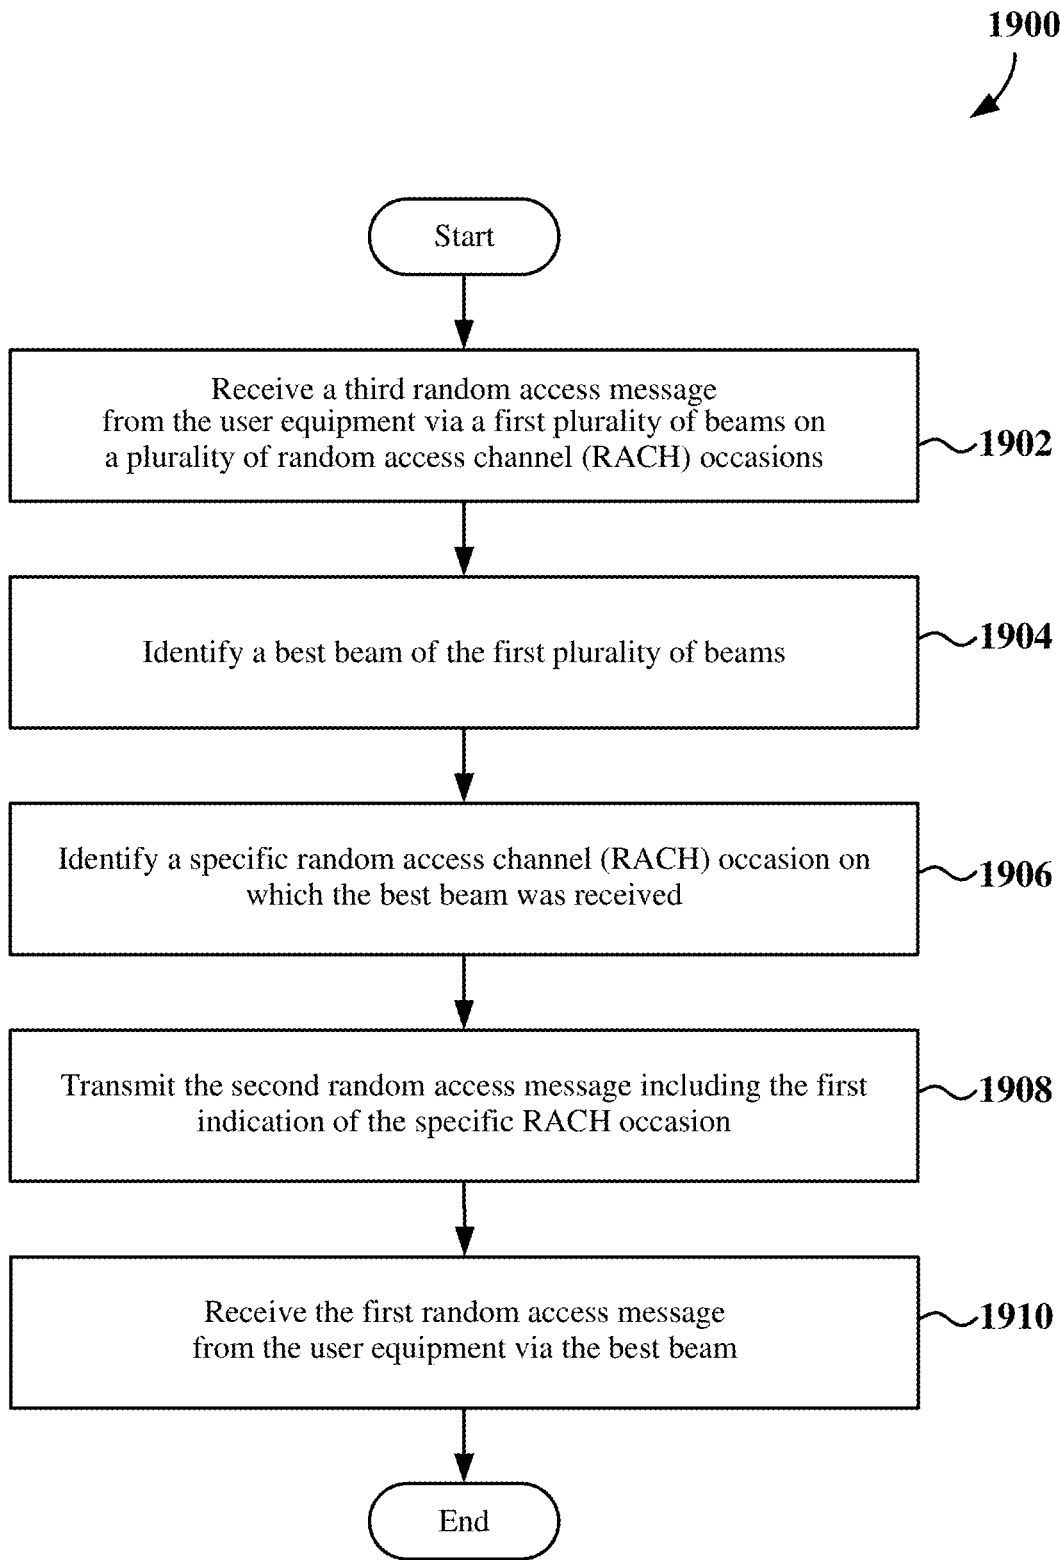 1900
Start
Receive a third random access message
from the user equipment via a first plurality of beams on
a plurality of random access channel (RACH) occasions
1902
Identify a best beam of the first plurality of beams
1904
Identify a specific random access channel (RACH) occasion on
which the best beam was received
1906
Transmit the second random access message including the first
indication of the specific RACH occasion
1908
Receive the first random access message
from the user equipment via the best beam
1910
End